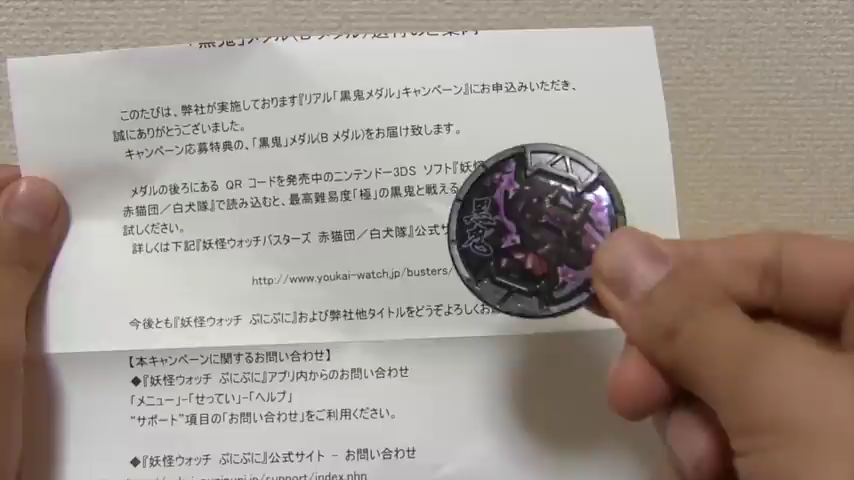 「黒鬼」メダル(Bメダル)送付のご案内
このたびは、弊社が実施しております『リアル「黒鬼メダル」キャンペーン』にお申込みいただき、
誠にありがとうございました。
キャンペーン応募特典の、「黒鬼」メダル(Bメダル)をお届け致します。
メダルの後ろにある QR コードを発売中のニンテンドー3DS ソフト『妖怪
赤猫団/白犬隊』で読み込むと、最高難易度「極」の黒鬼と戦える
試しください。
詳しくは下記『妖怪ウォッチバスターズ 赤猫団/白犬隊』公式サ
http://www.youkai-watch.jp/busters/
今後とも『妖怪ウォッチ ぷにぷに』および弊社他タイトルをどうぞよろしくお
【本キャンペーンに関するお問い合わせ】
◆『妖怪ウォッチ ぷにぷに』アプリ内からのお問い合わせ
「メニュー」-「せってい」-「ヘルプ」
"サポート"項目の「お問い合わせ」をご利用ください。
◆『妖怪ウォッチ ぷにぷに』公式サイト - お問い合わせ
黒鬼